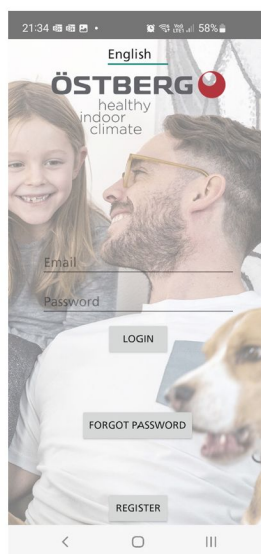 21:34
58%
English
ÖSTBERG
healthy
indoor
climate
Email
Password
LOGIN
FORGOT PASSWORD
REGISTER